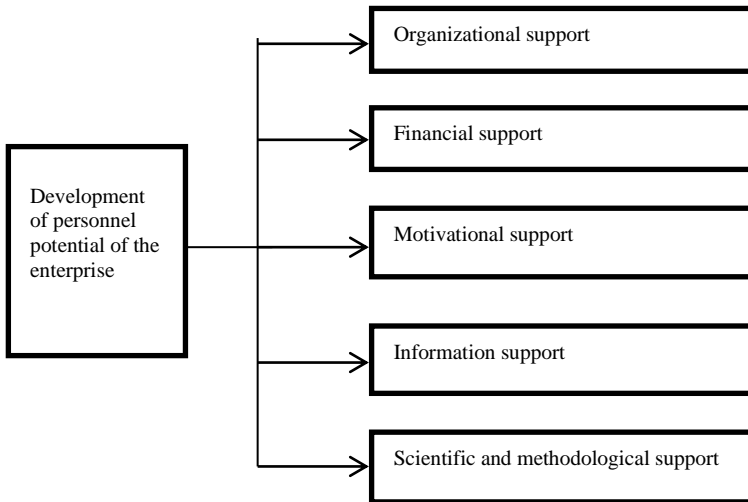 Organizational support
Financial support
Development
of personnel
potential of the
enterprise
Motivational support
Information support
Scientific and methodological support